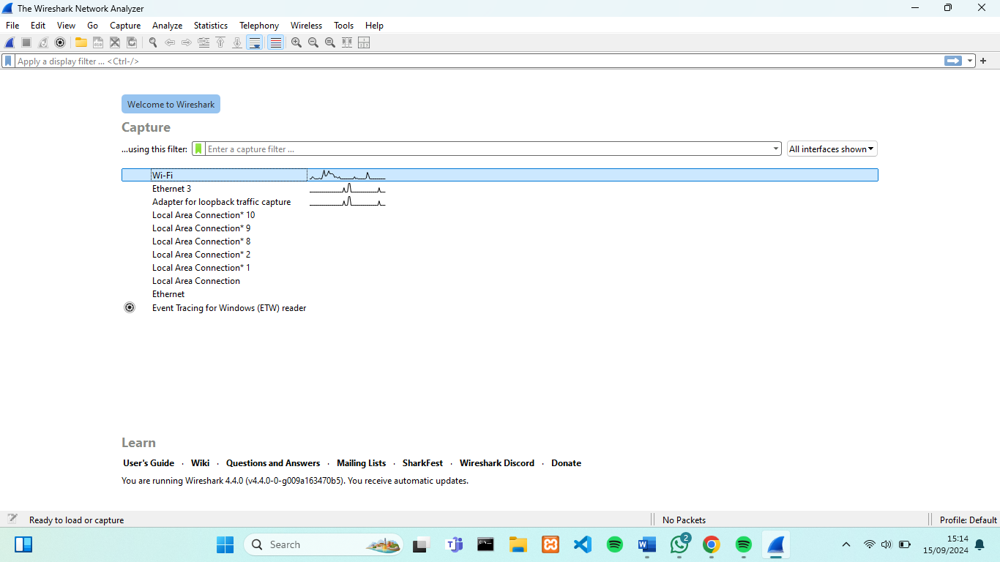 The Wireshark Network Analyzer
File Edit View Go Capture Analyze Statistics Telephony Wireless Tools Help
Apply a display filter ... <Ctrl-/>
Welcome to Wireshark
Capture
...using this filter: Enter a capture filter ... All interfaces shown
Wi-Fi
Ethernet 3
Adapter for loopback traffic capture
Local Area Connection* 10
Local Area Connection* 9
Local Area Connection* 8
Local Area Connection* 2
Local Area Connection* 1
Local Area Connection
Ethernet
Event Tracing for Windows (ETW) reader
Learn
User's Guide · Wiki · Questions and Answers · Mailing Lists · SharkFest · Wireshark Discord · Donate
You are running Wireshark 4.4.0 (v4.4.0-0-g009a163470b5). You receive automatic updates.
Ready to load or capture No Packets Profile: Default
Search 2 15:14
15/09/2024